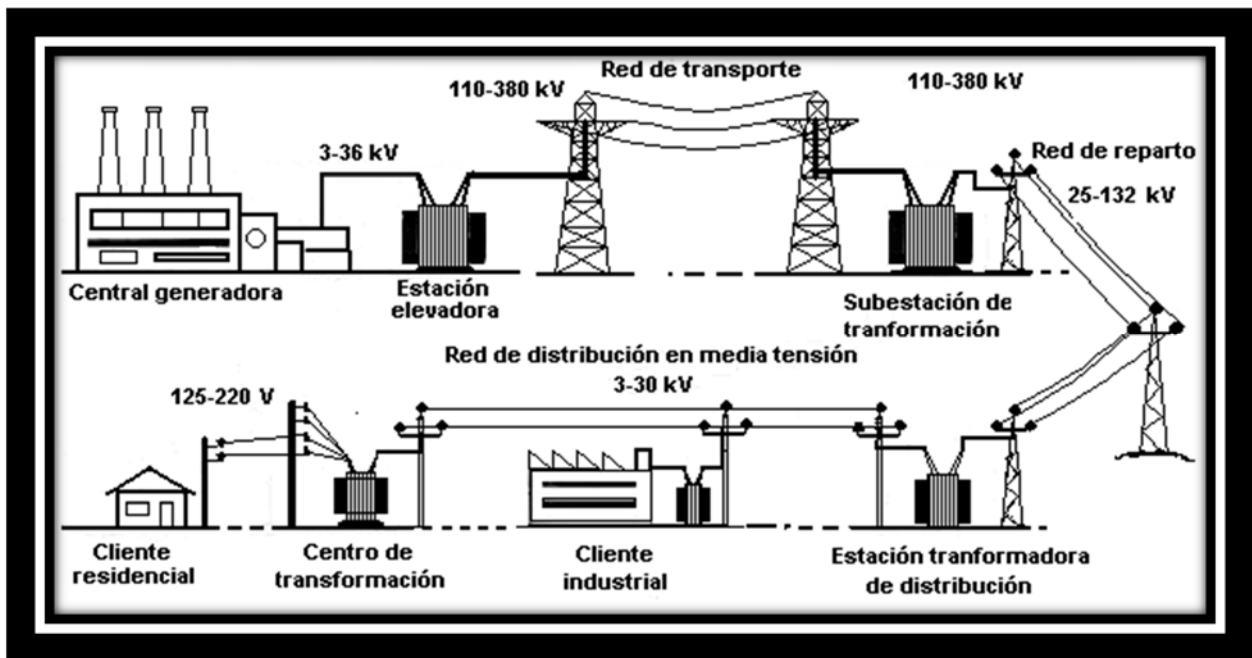 Red de transporte
110-380 kV
110-380 kV
3-36 kV
Red de reparto
25-132 kV
Central generadora
Estación
elevadora
Subestación de
tranformación
Red de distribución en media tensión
3-30 kV
125-220 V
Cliente
residencial
Centro de
transformación
Cliente
industrial
Estación tranformadora
de distribución